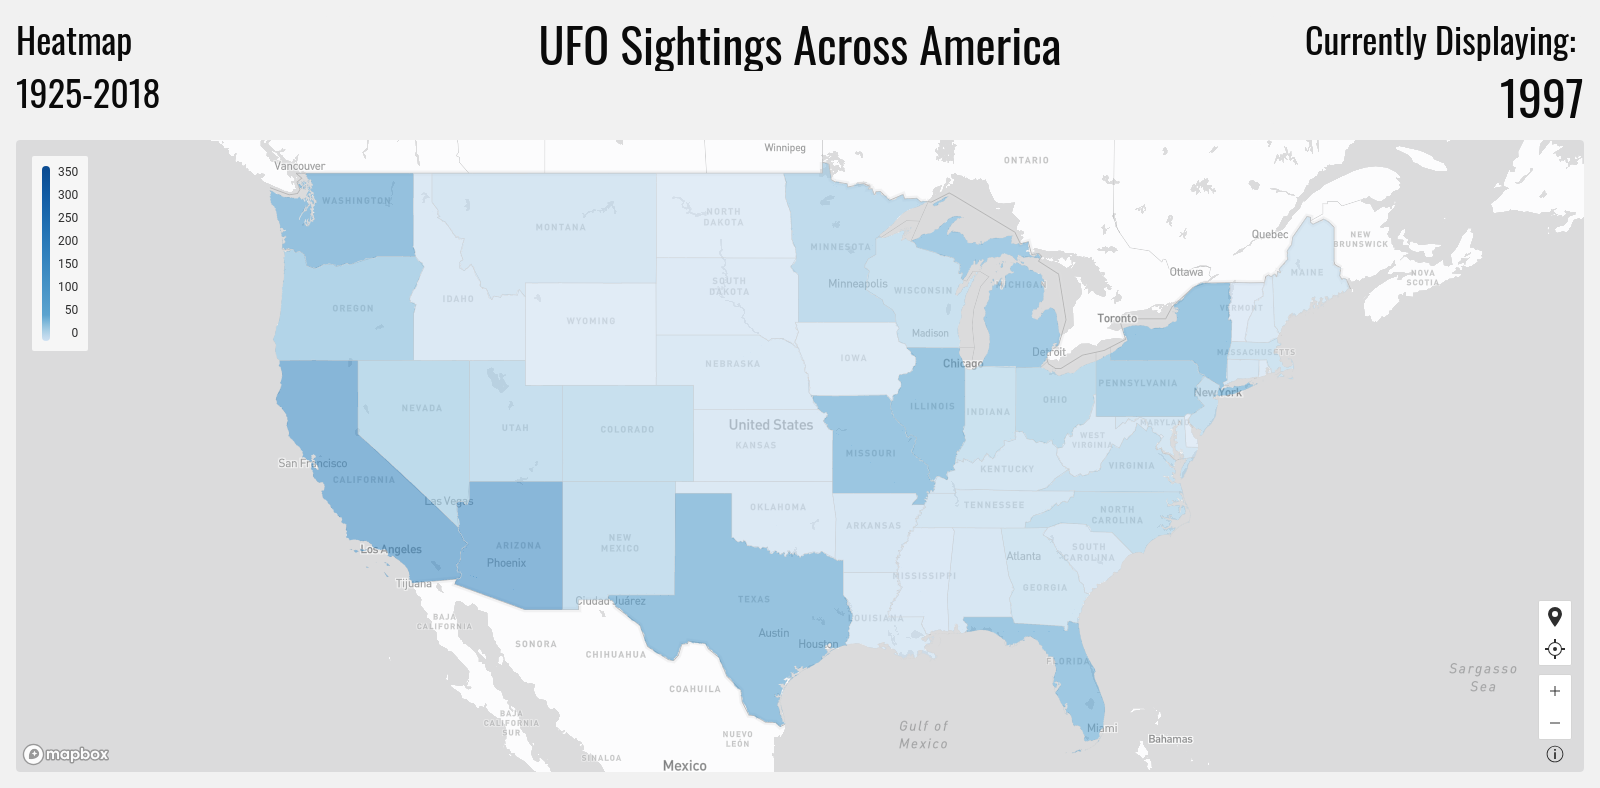 Heatmap
1925-2018
UFO Sightings Across America
Currently Displaying:
1997
350
300
250
200
150
100
50
0
Vancouver
Winnipeg
ONTARIO
WASHINGTON
MONTANA
NORTH
DAKOTA
MINNESOTA
Quebec
NEW
BRUNSWICK
NOVA
SCOTIA
MAINE
Ottawa
IDAHO
SOUTH
DAKOTA
Minneapolis
WISCONSIN
MICHIGAN
OREGON
WYOMING
Madison
Toronto
VERMONT
MASSACHUSETTS
Detroit
Chicago
NEBRASKA
IOWA
PENNSYLVANIA
New York
NEVADA
UTAH
COLORADO
United States
KANSAS
ILLINOIS
INDIANA
OHIO
MARYLAND
WEST
VIRGINIA
VIRGINIA
MISSOURI
KENTUCKY
San Francisco
CALIFORNIA
Las Vegas
OKLAHOMA
TENNESSEE
NORTH
CAROLINA
ARKANSAS
Los Angeles
ARIZONA
Phoenix
NEW
MEXICO
Atlanta
SOUTH
CAROLINA
MISSISSIPPI
GEORGIA
Tijuana
Ciudad Juárez
TEXAS
LOUISIANA
BAJA
CALIFORNIA
SONORA
CHIHUAHUA
Austin
Houston
FLORIDA
Sargasso
Sea
COAHUILA
BAJA
CALIFORNIA
SUR
NUEVO
LEÓN
Gulf of
Mexico
Miami
Bahamas
SINALOA
Mexico
mapbox